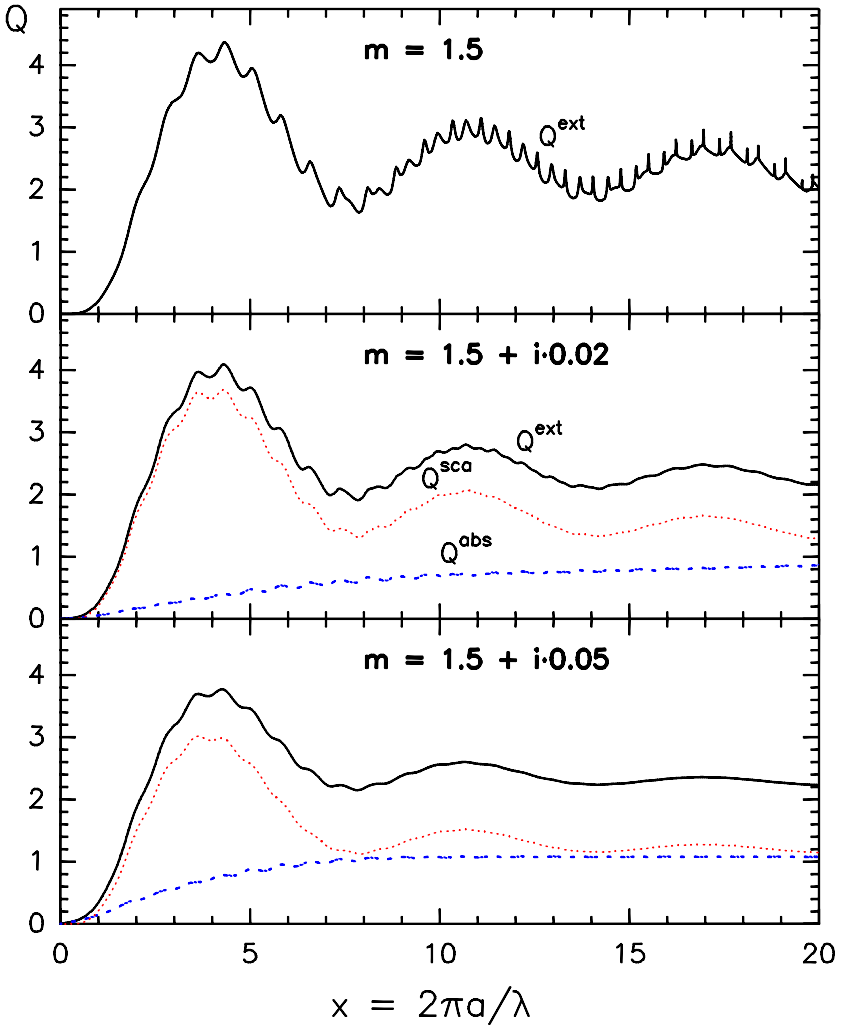 Q
4
3
2
1
0
m = 1.5
Q^ext
4
3
2
1
0
m = 1.5 + i·0.02
Q^ext
Q^sca
Q^abs
4
3
2
1
0
m = 1.5 + i·0.05
0 5 10 15 20
x = 2πa/λ